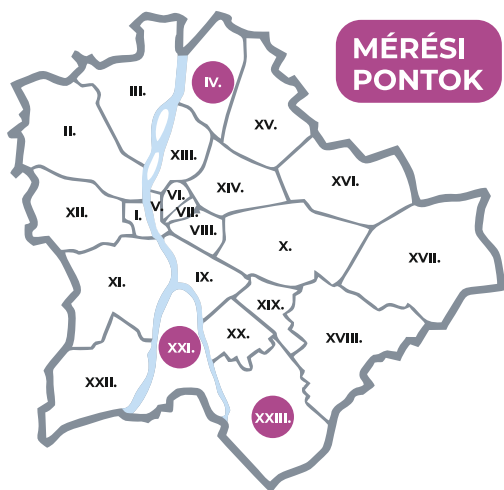 MÉRÉSI
PONTOK
IV.
III.
II.
XV.
XIII.
XVI.
XIV.
VI.
XII.
I.
V.
VII.
VIII.
X.
XVII.
XI.
IX.
XIX.
XX.
XVIII.
XXI.
XXII.
XXIII.